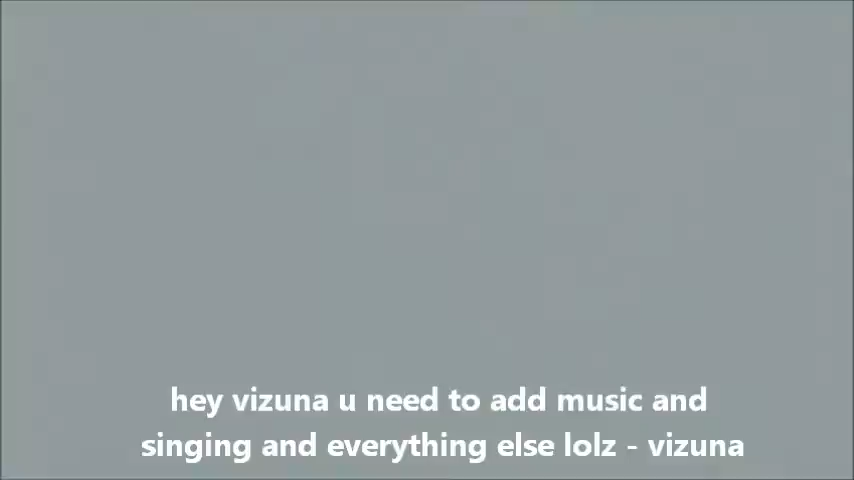 hey vizuna u need to add music and
singing and everything else lolz - vizuna